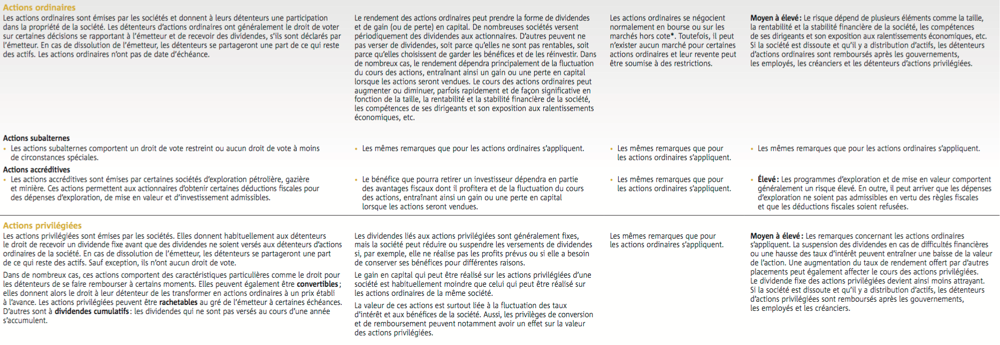 Actions ordinaires
Les actions ordinaires sont émises par les sociétés et donnent à leurs détenteurs une participation
dans la propriété de la société. Les détenteurs d’actions ordinaires ont généralement le droit de voter
sur certaines décisions se rapportant à l’émetteur et de recevoir des dividendes, s’ils sont déclarés par
l’émetteur. En cas de dissolution de l’émetteur, les détenteurs se partageront une part de ce qui reste
des actifs. Les actions ordinaires n’ont pas de date d’échéance.
Le rendement des actions ordinaires peut prendre la forme de dividendes
et de gain (ou de perte) en capital. De nombreuses sociétés versent
périodiquement des dividendes aux actionnaires. D’autres peuvent ne
pas verser de dividendes, soit parce qu’elles ne sont pas rentables, soit
parce qu’elles choisissent de garder les bénéfices et de les réinvestir. Dans
de nombreux cas, le rendement dépendra principalement de la fluctuation
du cours des actions, entraînant ainsi un gain ou une perte en capital
lorsque les actions seront vendues. Le cours des actions ordinaires peut
augmenter ou diminuer, parfois rapidement et de façon significative en
fonction de la taille, la rentabilité et la stabilité financière de la société,
les compétences de ses dirigeants et son exposition aux ralentissements
économiques, etc.
Les actions ordinaires se négocient
normalement en bourse ou sur les
marchés hors cote*. Toutefois, il peut
n’exister aucun marché pour certaines
actions ordinaires et leur revente peut
être soumise à des restrictions.
Moyen à élevé : Le risque dépend de plusieurs éléments comme la taille,
la rentabilité et la stabilité financière de la société, les compétences
de ses dirigeants et son exposition aux ralentissements économiques, etc.
Si la société est dissoute et qu’il y a distribution d’actifs, les détenteurs
d’actions ordinaires sont remboursés après les gouvernements,
les employés, les créanciers et les détenteurs d’actions privilégiées.
Actions subalternes
• Les actions subalternes comportent un droit de vote restreint ou aucun droit de vote à moins
de circonstances spéciales.
• Les mêmes remarques que pour les actions ordinaires s’appliquent.
• Les mêmes remarques que pour
les actions ordinaires s’appliquent.
• Les mêmes remarques que pour les actions ordinaires s’appliquent.
Actions accréditives
• Les actions accréditives sont émises par certaines sociétés d’exploration pétrolière, gazière
et minière. Ces actions permettent aux actionnaires d’obtenir certaines déductions fiscales pour
des dépenses d’exploration, de mise en valeur et d’investissement admissibles.
• Le bénéfice que pourra retirer un investisseur dépendra en partie
des avantages fiscaux dont il profitera et de la fluctuation du cours
des actions, entraînant ainsi un gain ou une perte en capital
lorsque les actions seront vendues.
• Les mêmes remarques que pour
les actions ordinaires s’appliquent.
• Élevé : Les programmes d’exploration et de mise en valeur comportent
généralement un risque élevé. En outre, il peut arriver que les dépenses
d’exploration ne soient pas admissibles en vertu des règles fiscales
et que les déductions fiscales soient refusées.
Actions privilégiées
Les actions privilégiées sont émises par les sociétés. Elles donnent habituellement aux détenteurs
le droit de recevoir un dividende fixe avant que des dividendes ne soient versés aux détenteurs d’actions
ordinaires de la société. En cas de dissolution de l’émetteur, les détenteurs se partageront une part
de ce qui reste des actifs. Sauf exception, ils n’ont aucun droit de vote.
Dans de nombreux cas, ces actions comportent des caractéristiques particulières comme le droit pour
les détenteurs de se faire rembourser à certains moments. Elles peuvent également être convertibles ;
elles donnent alors le droit à leur détenteur de les transformer en actions ordinaires à un prix établi
à l’avance. Les actions privilégiées peuvent être rachetables au gré de l’émetteur à certaines échéances.
D’autres sont à dividendes cumulatifs : les dividendes qui ne sont pas versés au cours d’une année
s’accumulent.
Les dividendes liés aux actions privilégiées sont généralement fixes,
mais la société peut réduire ou suspendre les versements de dividendes
si, par exemple, elle ne réalise pas les profits prévus ou si elle a besoin
de conserver ses bénéfices pour différentes raisons.
Le gain en capital qui peut être réalisé sur les actions privilégiées d’une
société est habituellement moindre que celui qui peut être réalisé sur
les actions ordinaires de la même société.
La valeur de ces actions est surtout liée à la fluctuation des taux
d’intérêt et aux bénéfices de la société. Aussi, les privilèges de conversion
et de remboursement peuvent notamment avoir un effet sur la valeur
des actions privilégiées.
Les mêmes remarques que pour
les actions ordinaires s’appliquent.
Moyen à élevé : Les remarques concernant les actions ordinaires
s’appliquent. La suspension des dividendes en cas de difficultés financières
ou une hausse des taux d’intérêt peuvent entraîner une baisse de la valeur
de l’action. Une augmentation du taux de rendement offert par d’autres
placements peut également affecter le cours des actions privilégiées.
Le dividende fixe des actions privilégiées devient ainsi moins attrayant.
Si la société est dissoute et qu’il y a distribution d’actifs, les détenteurs
d’actions privilégiées sont remboursés après les gouvernements,
les employés et les créanciers.